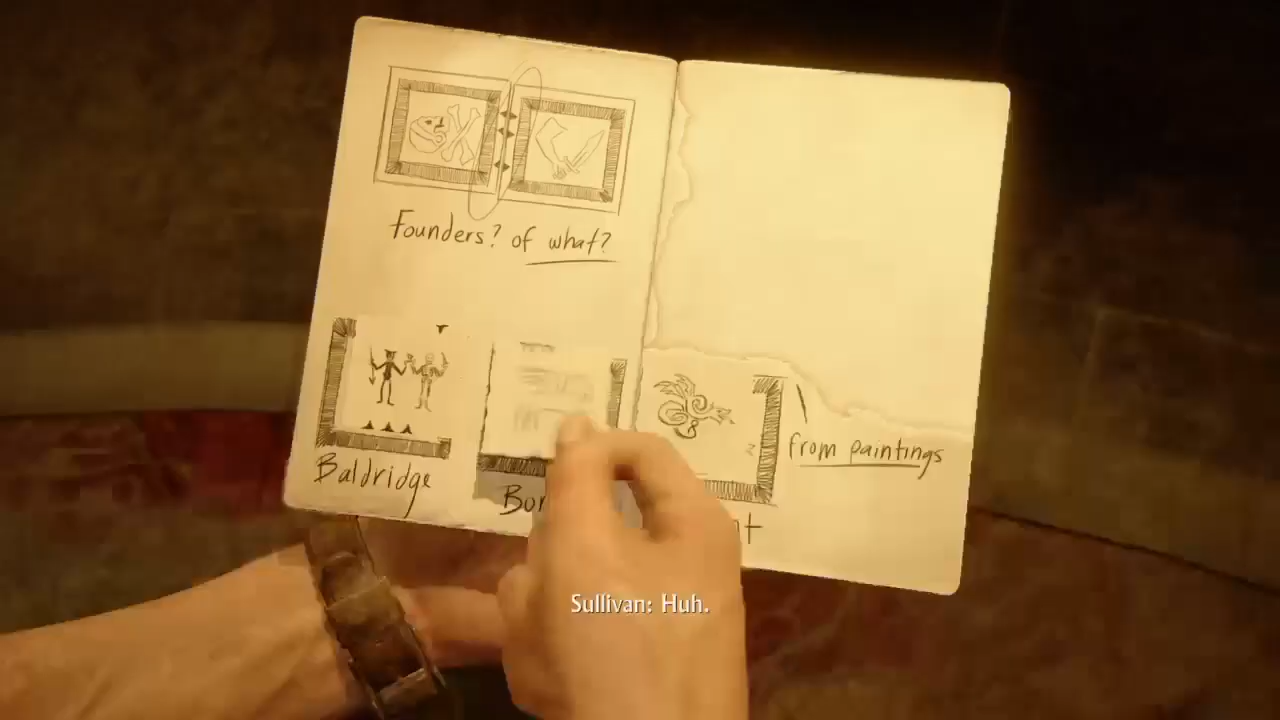 Founders? of what?
Baldridge
from paintings
Sullivan: Huh.